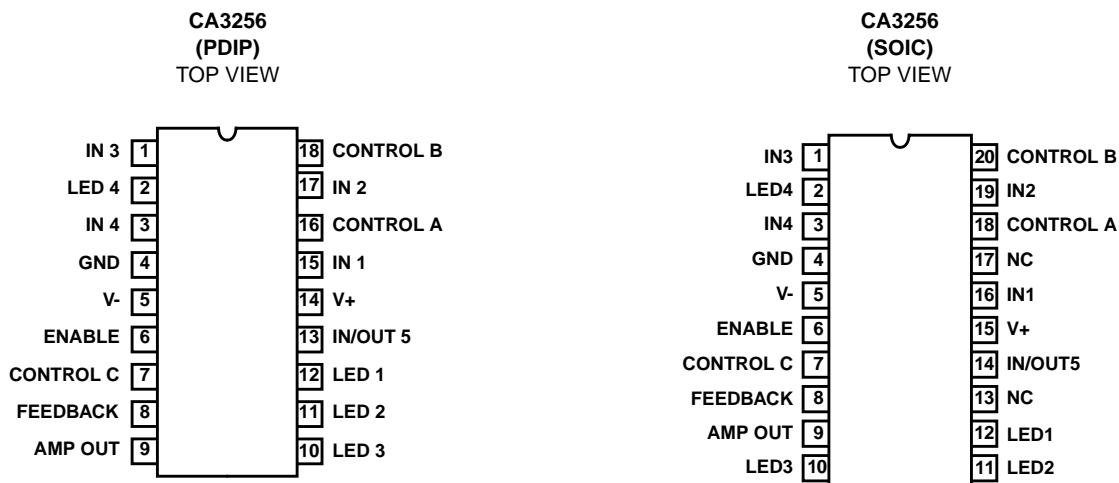 CA3256
(PDIP)
TOP VIEW
IN 3 1
LED 4 2
IN 4 3
GND 4
V- 5
ENABLE 6
CONTROL C 7
FEEDBACK 8
AMP OUT 9
18 CONTROL B
17 IN 2
16 CONTROL A
15 IN 1
14 V+
13 IN/OUT 5
12 LED 1
11 LED 2
10 LED 3
CA3256
(SOIC)
TOP VIEW
IN3 1
LED4 2
IN4 3
GND 4
V- 5
ENABLE 6
CONTROL C 7
FEEDBACK 8
AMP OUT 9
LED3 10
20 CONTROL B
19 IN2
18 CONTROL A
17 NC
16 IN1
15 V+
14 IN/OUT5
13 NC
12 LED1
11 LED2